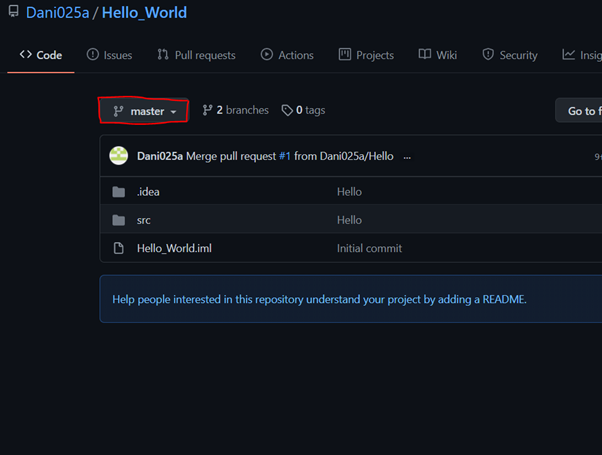 Dani025a / Hello_World
Code Issues Pull requests Actions Projects Wiki Security Insig
master 2 branches 0 tags Go to f
Dani025a Merge pull request #1 from Dani025a/Hello ... 9
.idea Hello
src Hello
Hello_World.iml Initial commit
Help people interested in this repository understand your project by adding a README.